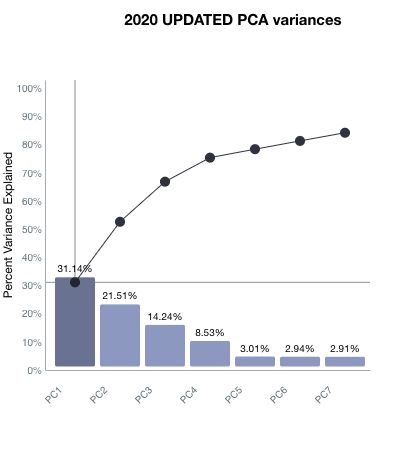 2020 UPDATED PCA variances
Percent Variance Explained
100%
90%
80%
70%
60%
50%
40%
30%
20%
10%
0%
31.14%
21.51%
14.24%
8.53%
3.01%
2.94%
2.91%
PC1
PC2
PC3
PC4
PC5
PC6
PC7